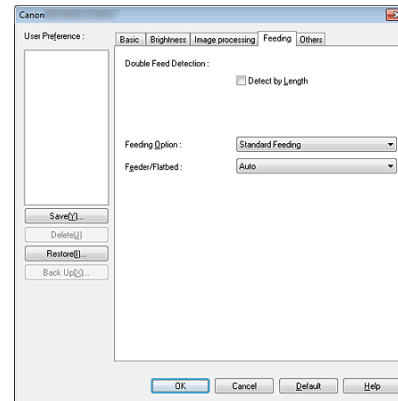 Canon
User Preference :
Basic Brightness Image processing Feeding Others
Double Feed Detection :
Detect by Length
Feeding Option : Standard Feeding
Feeder/Flatbed : Auto
Save(Y)...
Delete(J)
Restore(I)...
Back Up(X)...
OK Cancel Default Help